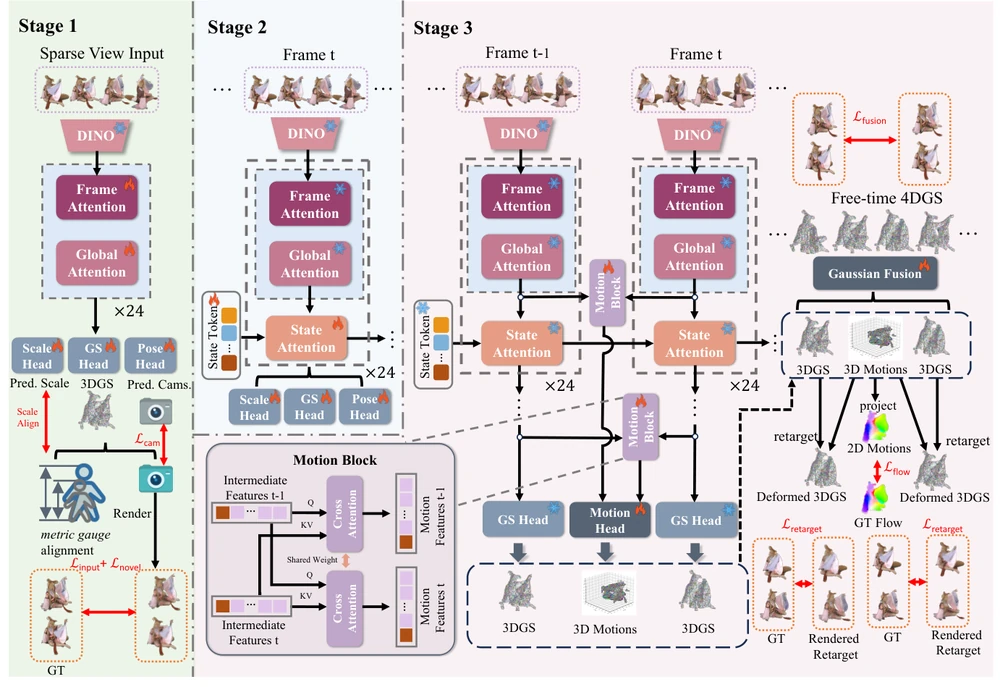 Stage 1
Sparse View Input
DINO
Frame
Attention
Global
Attention
×24
Scale
Head
GS
Head
Pose
Head
Pred. Scale
3DGS
Pred. Cams.
Scale
Align
ℒcam
Render
metric gauge
alignment
ℒinput + ℒnovel
GT
Stage 2
Frame t
...
...
DINO
Frame
Attention
Global
Attention
State Token
...
State
Attention
...
×24
Scale
Head
GS
Head
Pose
Head
Motion Block
Intermediate
Features t-1
...
Q
KV
Cross
Attention
Motion
Features t-1
...
Shared Weight
Q
KV
...
Intermediate
Features t
Cross
Attention
Motion
Features t
...
Stage 3
Frame t-1
Frame t
...
...
DINO
DINO
Frame
Attention
Frame
Attention
Global
Attention
Global
Attention
Motion
Block
State Token
...
State
Attention
State
Attention
...
×24
×24
...
...
Motion
Block
GS Head
Motion
Head
GS Head
3DGS
3D Motions
3DGS
ℒfusion
Free-time 4DGS
...
...
Gaussian Fusion
3DGS
3D Motions
3DGS
project
retarget
2D Motions
retarget
ℒflow
Deformed 3DGS
Deformed 3DGS
GT Flow
ℒretarget
ℒretarget
GT
Rendered
Retarget
GT
Rendered
Retarget